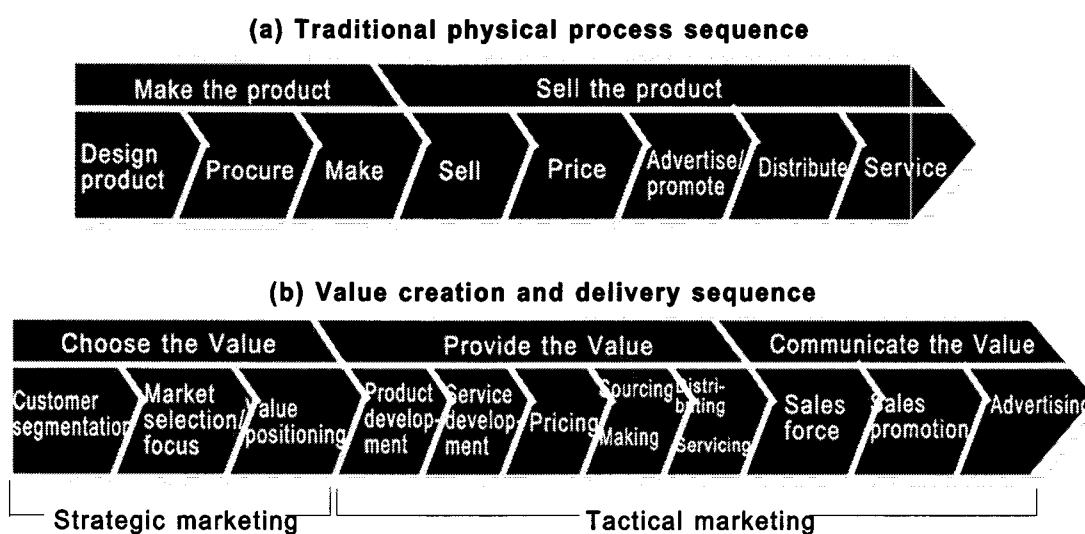 (a) Traditional physical process sequence
Make the product
Sell the product
Design
product
Procure
Make
Sell
Price
Advertise/
promote
Distribute
Service
(b) Value creation and delivery sequence
Choose the Value
Provide the Value
Communicate the Value
Customer
segmentation
Market
selection/
focus
Value
positioning
Product
develop-
ment
Service
develop-
ment
Pricing
Sourcing
Making
Distri-
buting
Servicing
Sales
force
Sales
promotion
Advertising
Strategic marketing
Tactical marketing